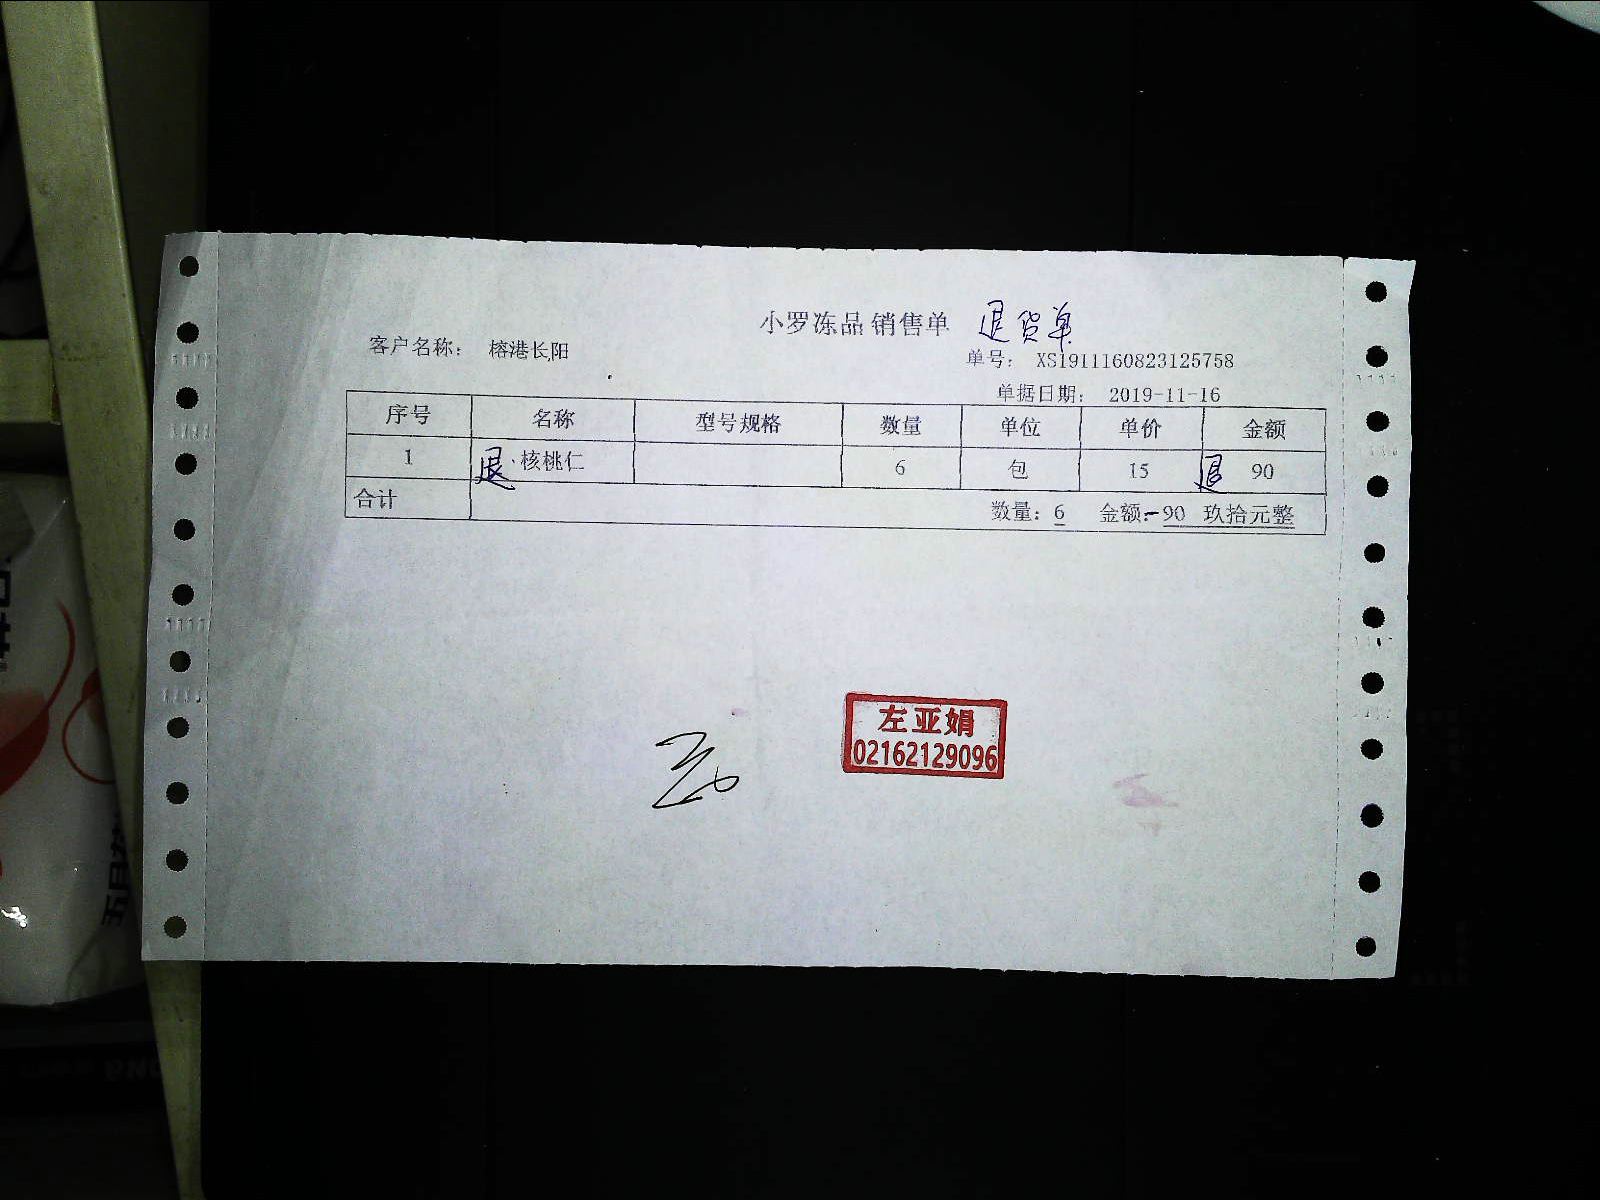 小罗冻品销售单 退货单
客户名称： 榕港长阳
单号： XS1911160823125758
单据日期： 2019-11-16
序号 名称 型号规格 数量 单位 单价 金额
1 退·核桃仁 6 包 15 退 90
合计 数量：6 金额：-90 玖拾元整
左亚娟
02162129096